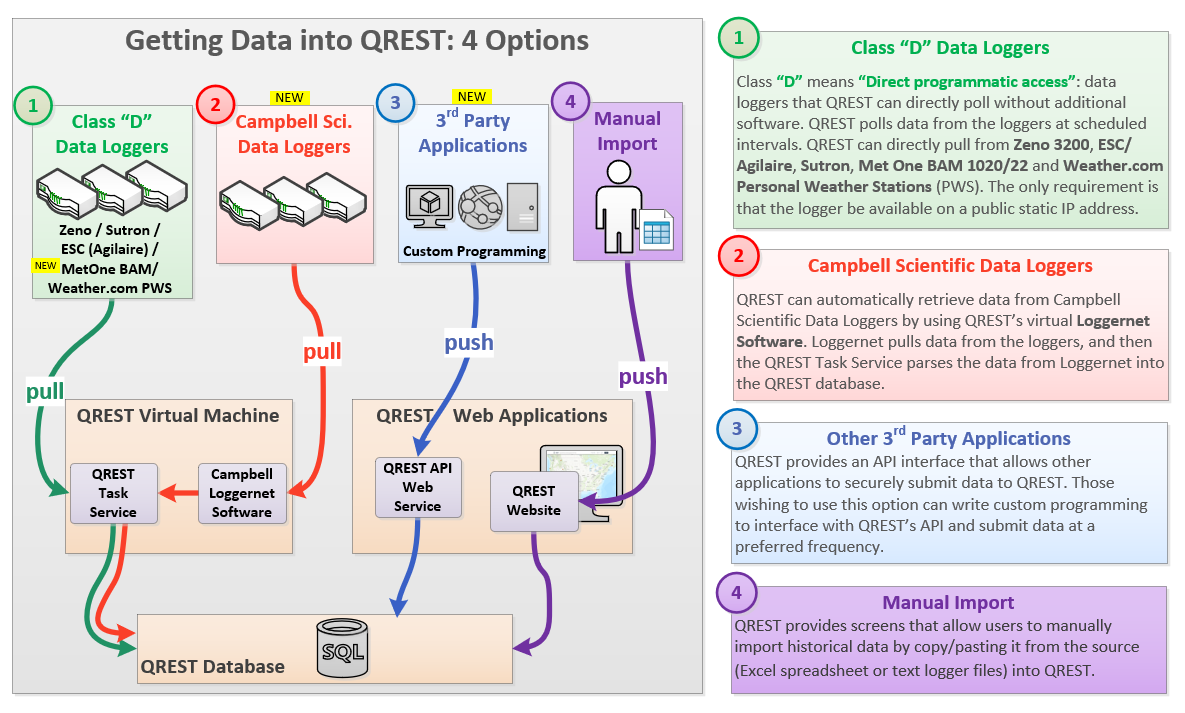 Getting Data into QREST: 4 Options
1
Class “D”
Data Loggers
Zeno / Sutron /
ESC (Agilaire) /
NEW
MetOne BAM/
Weather.com PWS
2
NEW
Campbell Sci.
Data Loggers
3
NEW
3rd Party
Applications
Custom Programming
4
Manual
Import
pull
pull
push
push
QREST Virtual Machine
QREST
Task
Service
Campbell
Loggernet
Software
QREST Web Applications
QREST API
Web
Service
QREST
Website
QREST Database
SQL
1
Class “D” Data Loggers
Class “D” means “Direct programmatic access”: data
loggers that QREST can directly poll without additional
software. QREST polls data from the loggers at scheduled
intervals. QREST can directly pull from Zeno 3200, ESC/
Agilaire, Sutron, Met One BAM 1020/22 and Weather.com
Personal Weather Stations (PWS). The only requirement is
that the logger be available on a public static IP address.
2
Campbell Scientific Data Loggers
QREST can automatically retrieve data from Campbell
Scientific Data Loggers by using QREST’s virtual Loggernet
Software. Loggernet pulls data from the loggers, and then
the QREST Task Service parses the data from Loggernet into
the QREST database.
3
Other 3rd Party Applications
QREST provides an API interface that allows other
applications to securely submit data to QREST. Those
wishing to use this option can write custom programming
to interface with QREST’s API and submit data at a
preferred frequency.
4
Manual Import
QREST provides screens that allow users to manually
import historical data by copy/pasting it from the source
(Excel spreadsheet or text logger files) into QREST.